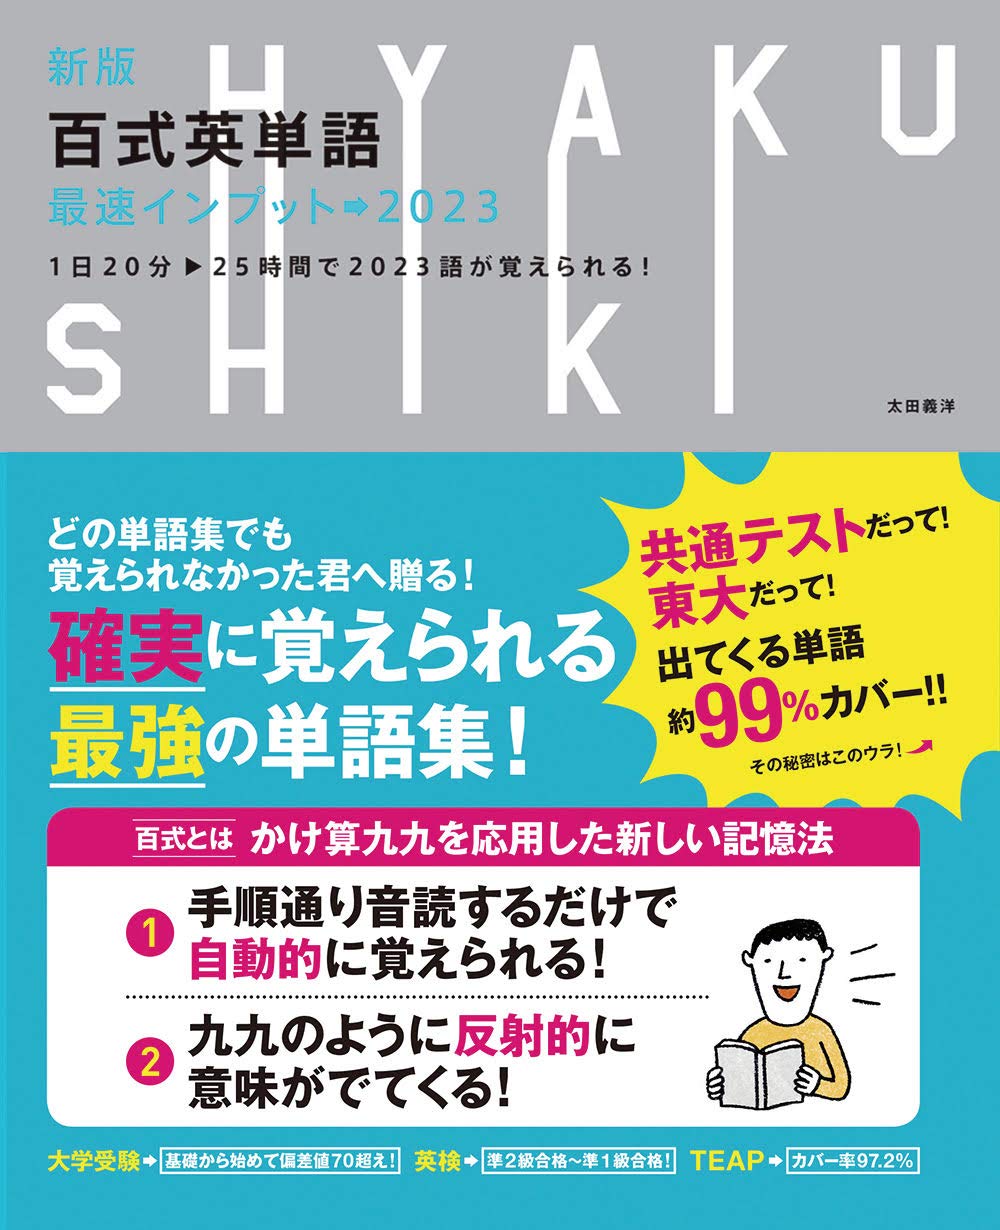 HYAKU
新版
百式英単語
最速インプット➡2023
1日20分▶25時間で2023語が覚えられる!
SHIKI
太田義洋
どの単語集でも
覚えられなかった君へ贈る!
確実に覚えられる
最強の単語集!
共通テストだって!
東大だって!
出てくる単語
約99%カバー!!
その秘密はこのウラ!
百式とは かけ算九九を応用した新しい記憶法
1 手順通り音読するだけで
自動的に覚えられる!
2 九九のように反射的に
意味がでてくる!
大学受験➡基礎から始めて偏差値70超え! 英検➡準2級合格~準1級合格! TEAP➡カバー率97.2%